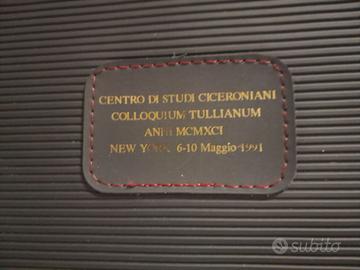 CENTRO DI STUDI CICERONIANI
COLLOQUIUM TULLIANUM
ANNI MCMXCI
NEW YORK 6-10 Maggio 1991
subito